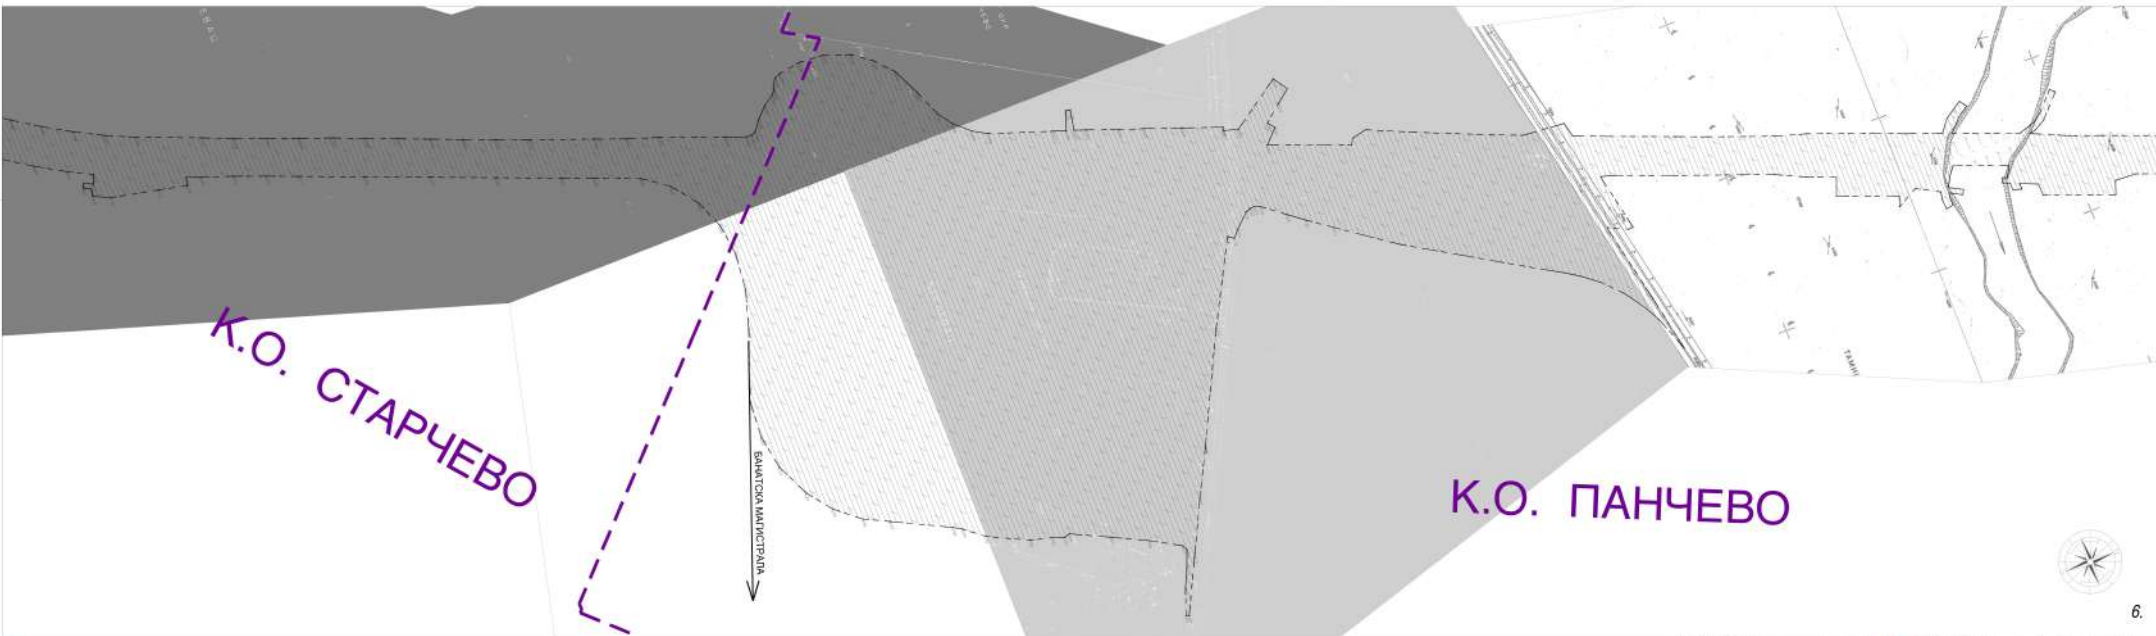 К.О. СТАРЧЕВО
БАНАТСКА МАГИСТРАЛА
К.О. ПАНЧЕВО
6.